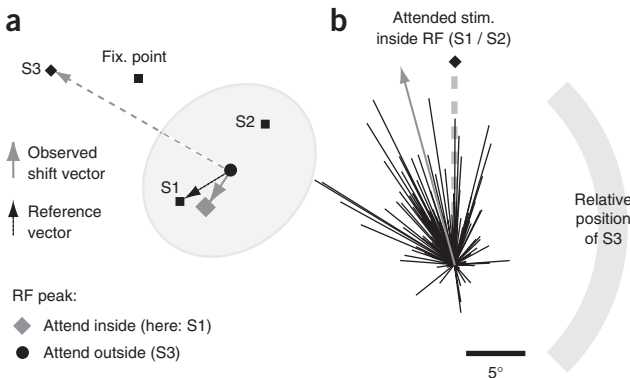 a
Fix. point
S3
S2
S1
Observed
shift vector
Reference
vector
RF peak:
Attend inside (here: S1)
Attend outside (S3)
b
Attended stim.
inside RF (S1 / S2)
Relative
position
of S3
5°